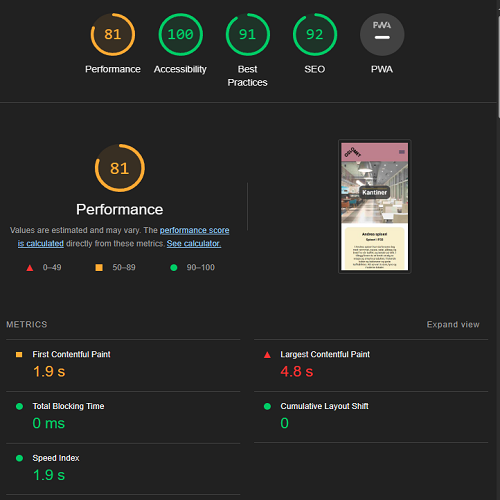 81
100
91
92
PWA
Performance
Accessibility
Best
Practices
SEO
PWA
81
Performance
Values are estimated and may vary. The performance score
is calculated directly from these metrics. See calculator.
0–49
50–89
90–100
Kantiner
METRICS
Expand view
First Contentful Paint
1.9 s
Largest Contentful Paint
4.8 s
Total Blocking Time
0 ms
Cumulative Layout Shift
0
Speed Index
1.9 s